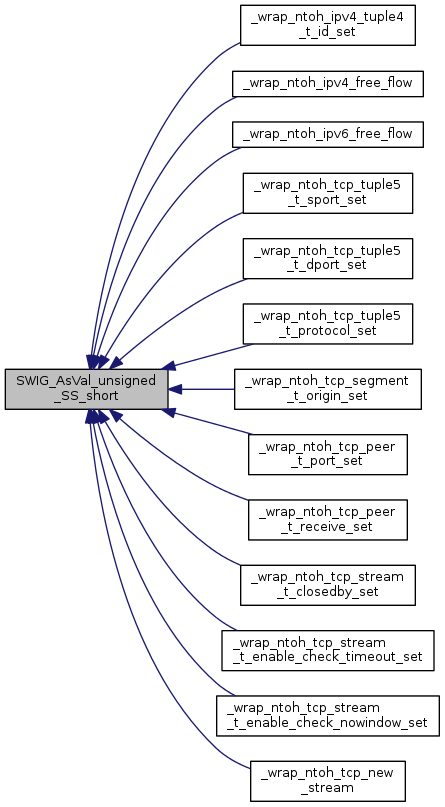 _wrap_ntoh_ipv4_tuple4
_t_id_set
_wrap_ntoh_ipv4_free_flow
_wrap_ntoh_ipv6_free_flow
_wrap_ntoh_tcp_tuple5
_t_sport_set
_wrap_ntoh_tcp_tuple5
_t_dport_set
_wrap_ntoh_tcp_tuple5
_t_protocol_set
SWIG_AsVal_unsigned
_SS_short
_wrap_ntoh_tcp_segment
_t_origin_set
_wrap_ntoh_tcp_peer
_t_port_set
_wrap_ntoh_tcp_peer
_t_receive_set
_wrap_ntoh_tcp_stream
_t_closedby_set
_wrap_ntoh_tcp_stream
_t_enable_check_timeout_set
_wrap_ntoh_tcp_stream
_t_enable_check_nowindow_set
_wrap_ntoh_tcp_new
_stream